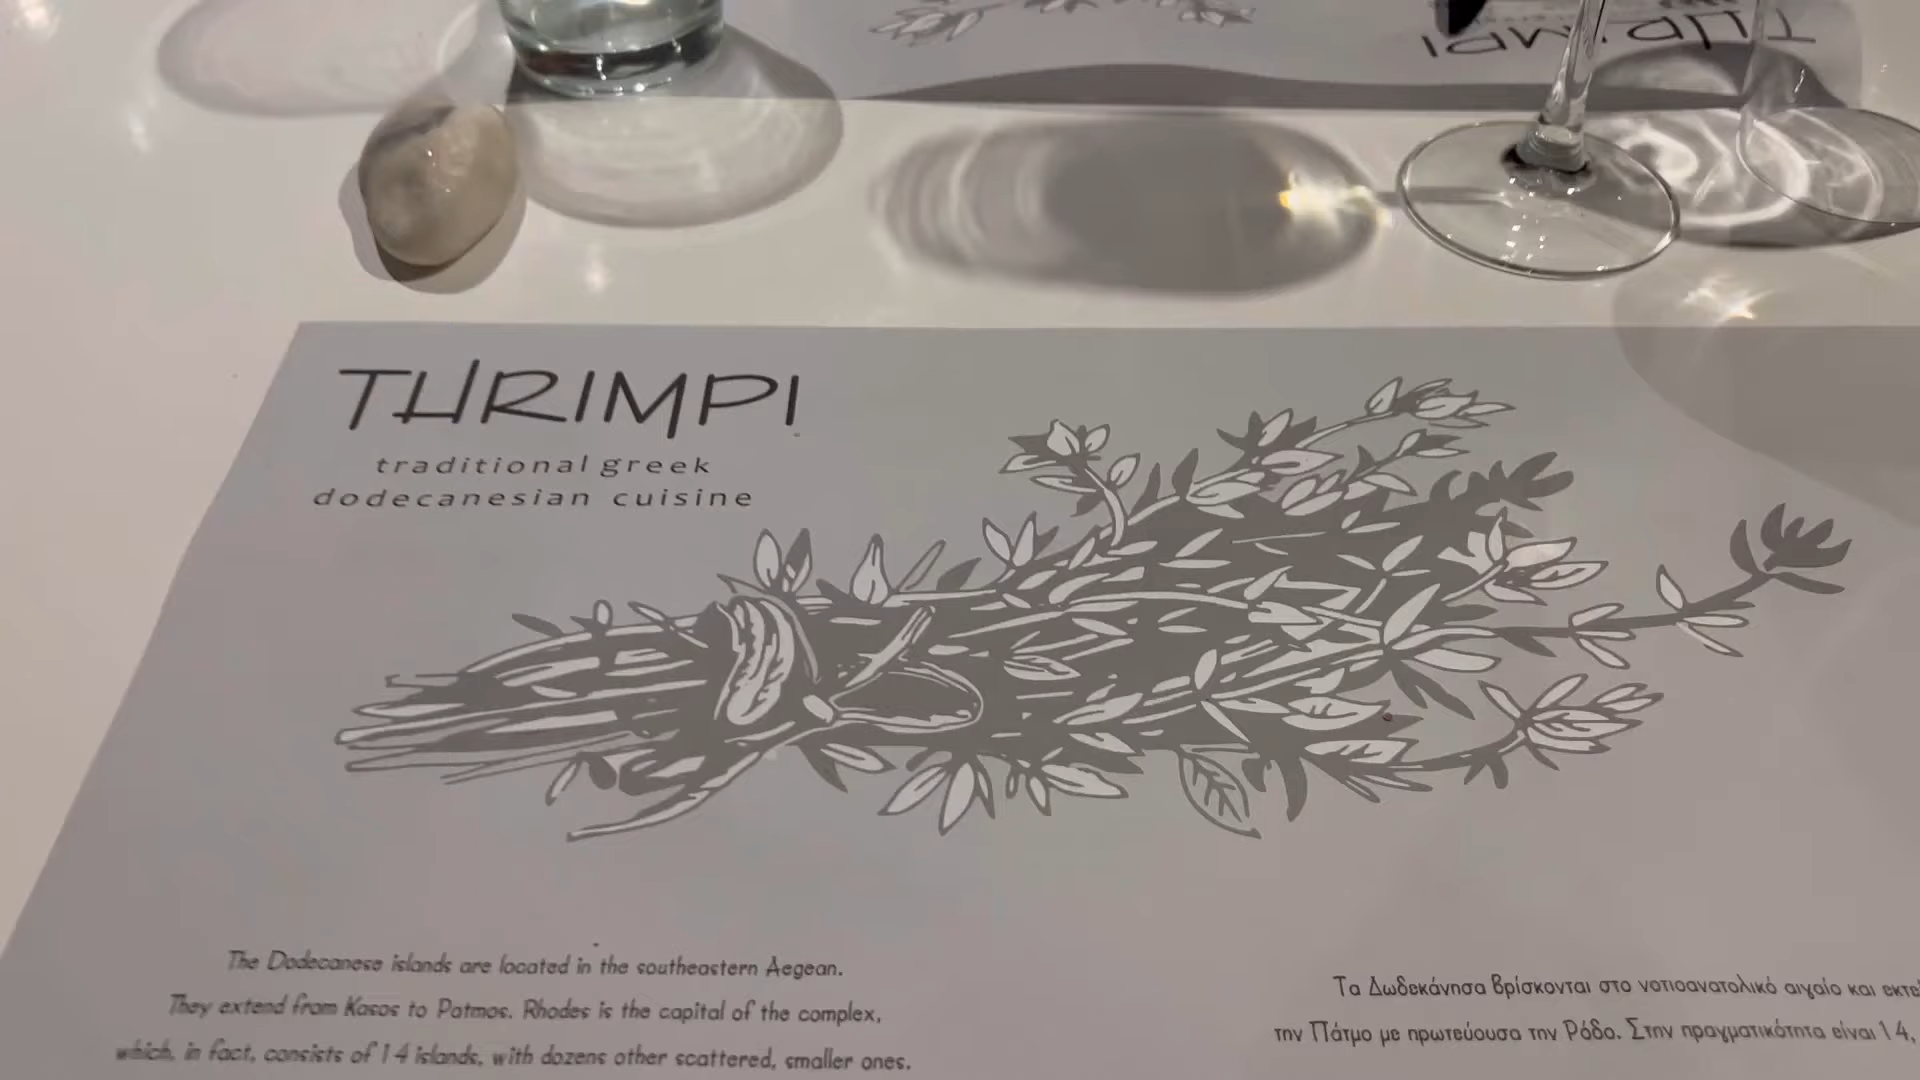 THRIMPI
THRIMPI
traditional greek
dodecanesian cuisine
The Dodecanese islands are located in the southeastern Aegean.
They extend from Kasos to Patmos. Rhodes is the capital of the complex,
which, in fact, consists of 14 islands, with dozens other scattered, smaller ones.
Τα Δωδεκάνησα βρίσκονται στο νοτιοανατολικό αιγαίο και
την Πάτμο με πρωτεύουσα την Ρόδο. Στην πραγματικότητα είναι 14,